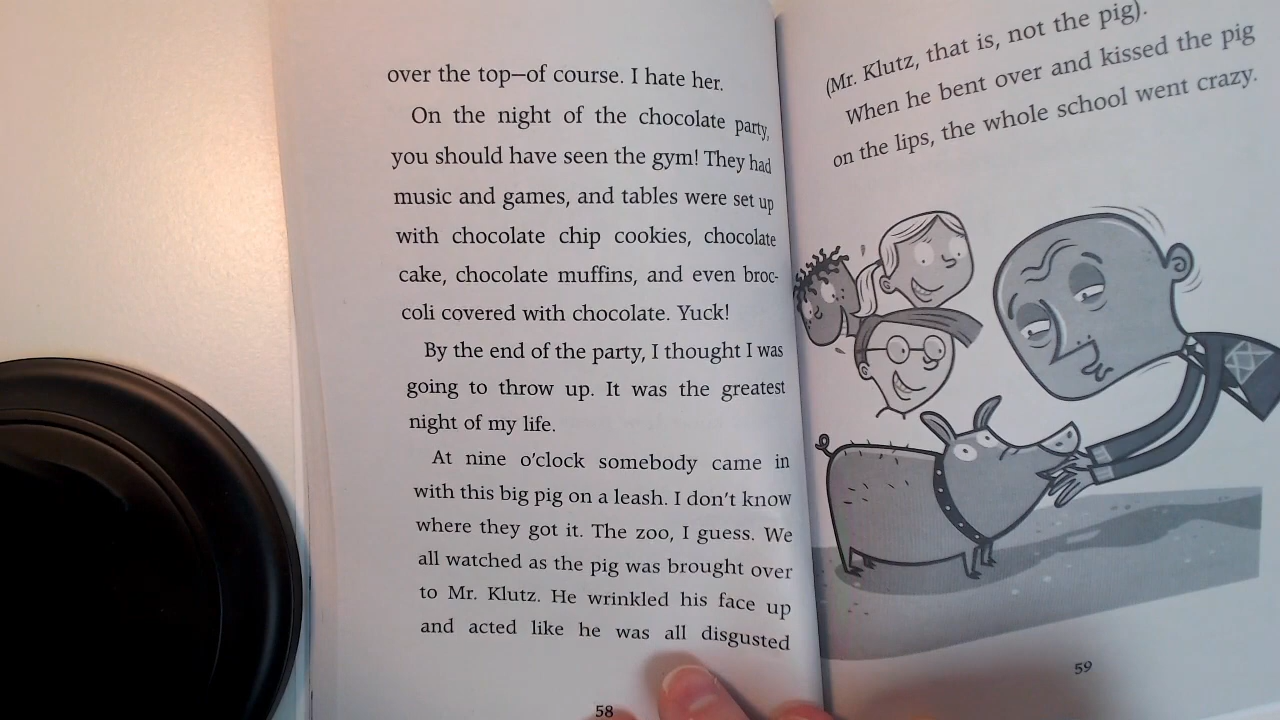 over the top—of course. I hate her.
On the night of the chocolate party,
you should have seen the gym! They had
music and games, and tables were set up
with chocolate chip cookies, chocolate
cake, chocolate muffins, and even broc-
coli covered with chocolate. Yuck!
By the end of the party, I thought I was
going to throw up. It was the greatest
night of my life.
At nine o'clock somebody came in
with this big pig on a leash. I don't know
where they got it. The zoo, I guess. We
all watched as the pig was brought over
to Mr. Klutz. He wrinkled his face up
and acted like he was all disgusted
58
(Mr. Klutz, that is, not the pig).
When he bent over and kissed the pig
on the lips, the whole school went crazy.
59